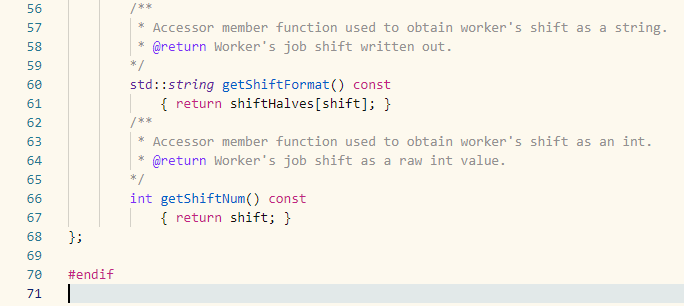 56 /**
57 * Accessor member function used to obtain worker's shift as a string.
58 * @return Worker's job shift written out.
59 */
60 std::string getShiftFormat() const
61 { return shiftHalves[shift]; }
62 /**
63 * Accessor member function used to obtain worker's shift as an int.
64 * @return Worker's job shift as a raw int value.
65 */
66 int getShiftNum() const
67 { return shift; }
68 };
69
70 #endif
71